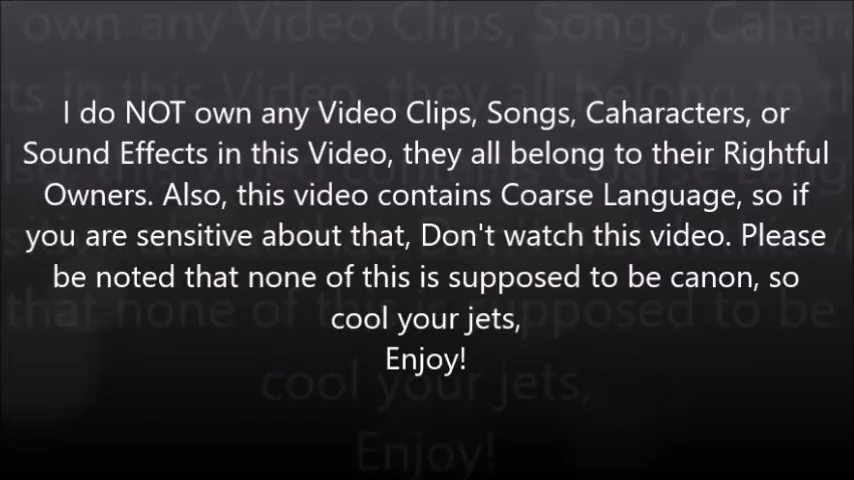 I do NOT own any Video Clips, Songs, Caharacters, or
Sound Effects in this Video, they all belong to their Rightful
Owners. Also, this video contains Coarse Language, so if
you are sensitive about that, Don't watch this video. Please
be noted that none of this is supposed to be canon, so
cool your jets,
Enjoy!